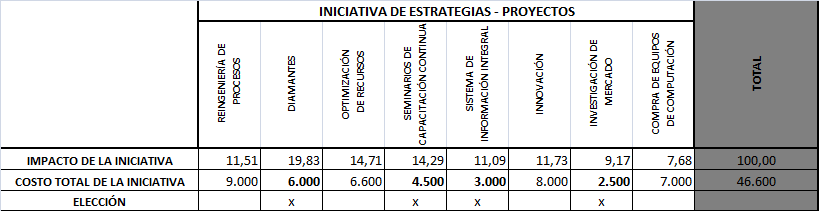 INICIATIVA DE ESTRATEGIAS - PROYECTOS
REINGENIERÍA DE
PROCESOS
DIAMANTES
OPTIMIZACIÓN
DE RECURSOS
SEMINARIOS DE
CAPACITACIÓN CONTINUA
SISTEMA DE
INFORMACIÓN INTEGRAL
INNOVACIÓN
INVESTIGACIÓN DE
MERCADO
COMPRA DE EQUIPOS
DE COMPUTACIÓN
TOTAL
IMPACTO DE LA INICIATIVA 11,51 19,83 14,71 14,29 11,09 11,73 9,17 7,68 100,00
COSTO TOTAL DE LA INICIATIVA 9.000 6.000 6.600 4.500 3.000 8.000 2.500 7.000 46.600
ELECCIÓN x x x x